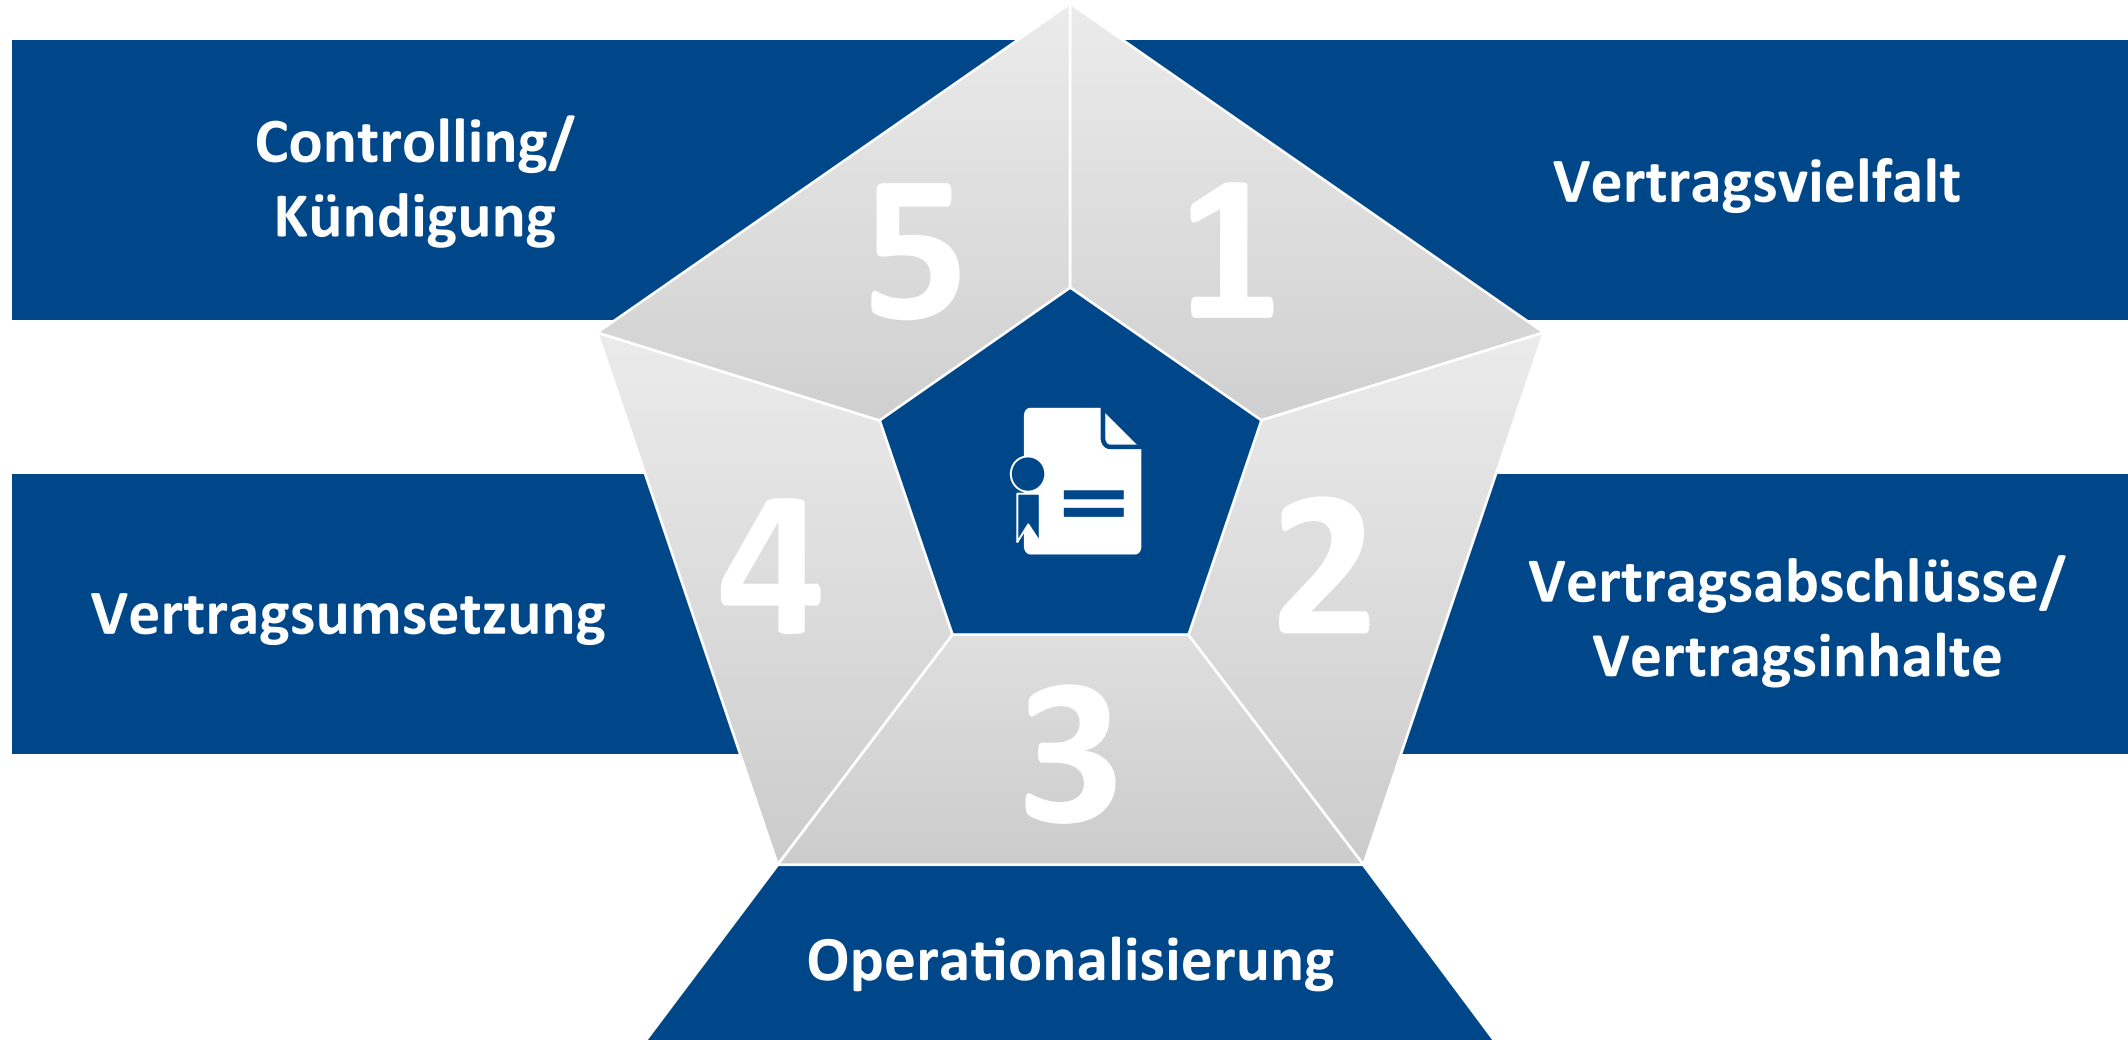 1
Vertragsvielfalt
2
Vertragsabschlüsse/
Vertragsinhalte
3
Operationalisierung
4
Vertragsumsetzung
5
Controlling/
Kündigung